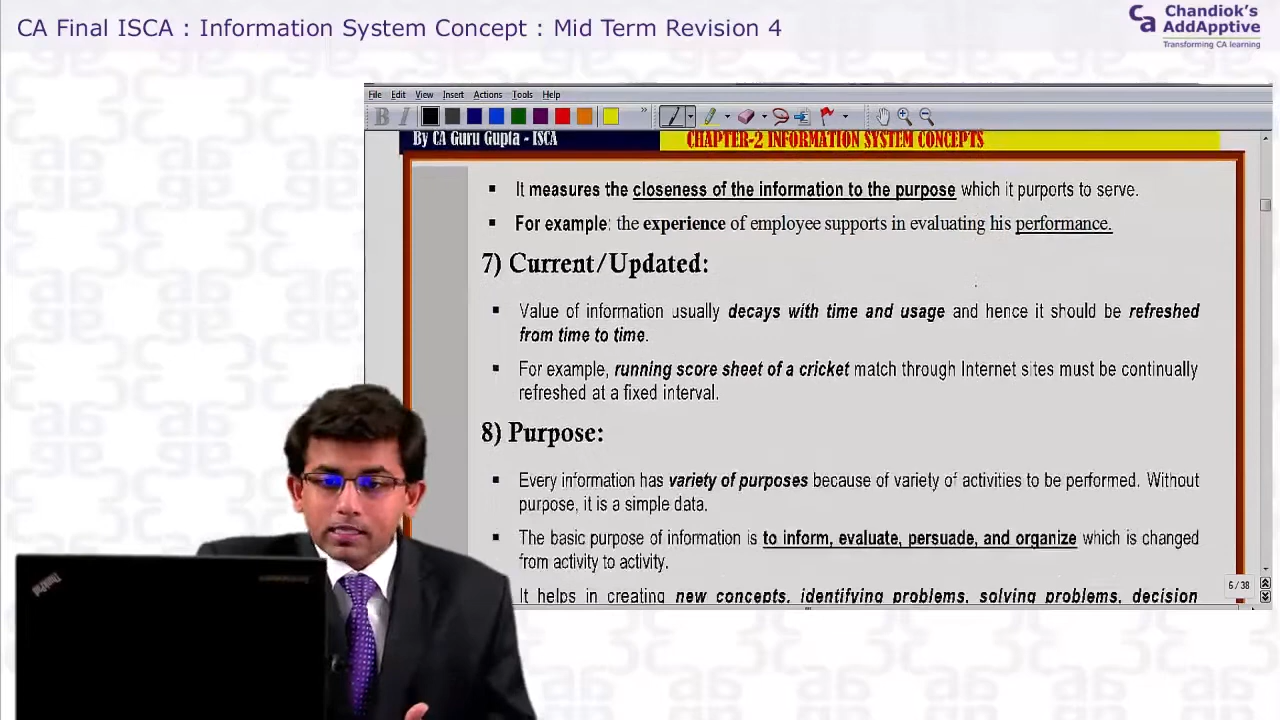 CA Final ISCA : Information System Concept : Mid Term Revision 4
Ca Chandiok's
AddApptive
Transforming CA learning
File Edit View Insert Actions Tools Help
B I
By CA Guru Gupta - ISCA CHAPTER-2 INFORMATION SYSTEM CONCEPTS
▪ It measures the closeness of the information to the purpose which it purports to serve.
▪ For example: the experience of employee supports in evaluating his performance.
7) Current/Updated:
▪ Value of information usually decays with time and usage and hence it should be refreshed
from time to time.
▪ For example, running score sheet of a cricket match through Internet sites must be continually
refreshed at a fixed interval.
8) Purpose:
▪ Every information has variety of purposes because of variety of activities to be performed. Without
purpose, it is a simple data.
▪ The basic purpose of information is to inform, evaluate, persuade, and organize which is changed
from activity to activity.
It helps in creating new concepts, identifying problems, solving problems, decision
6/38
ThinkPad